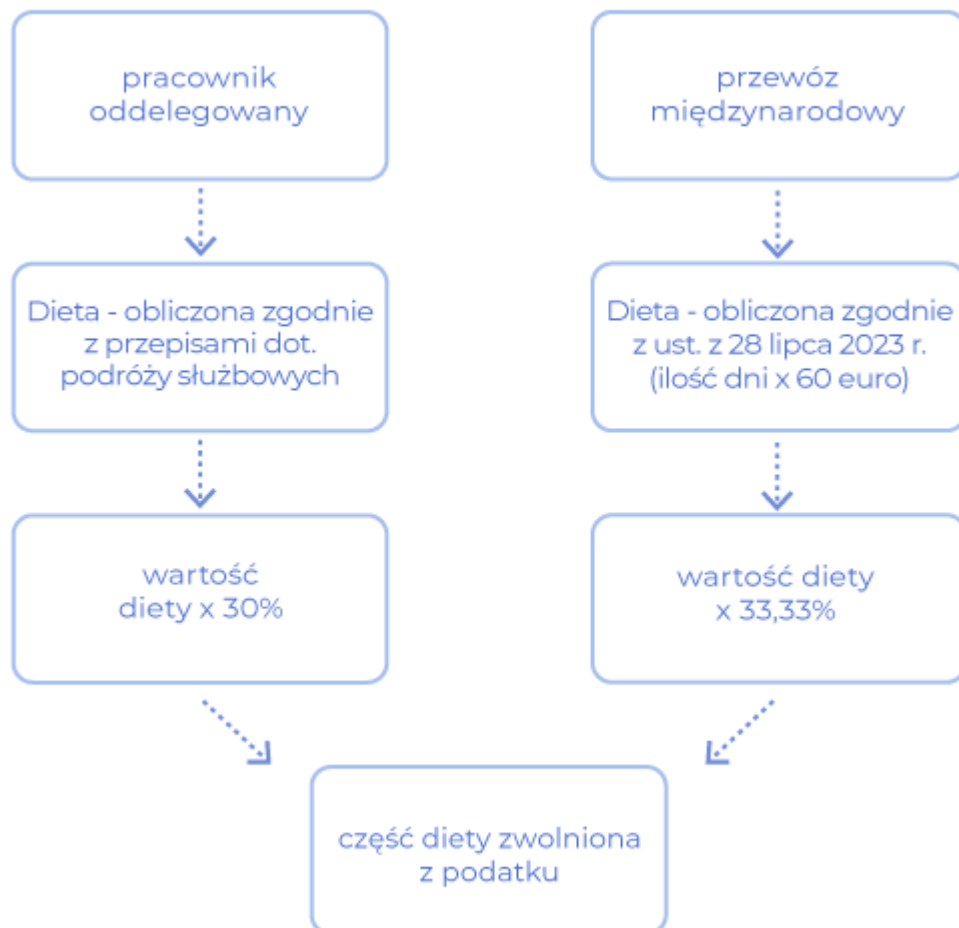 pracownik
oddelegowany
przewóz
międzynarodowy
Dieta - obliczona zgodnie
z przepisami dot.
podróży służbowych
Dieta - obliczona zgodnie
z ust. z 28 lipca 2023 r.
(ilość dni x 60 euro)
wartość
diety x 30%
wartość diety
x 33,33%
część diety zwolniona
z podatku